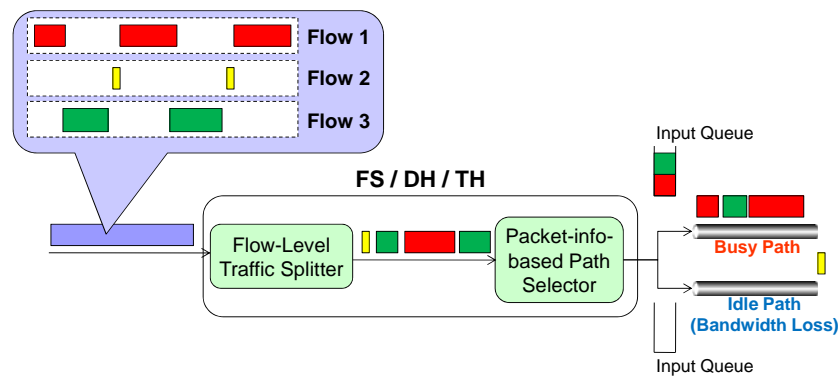 Flow 1
Flow 2
Flow 3
Input Queue
FS / DH / TH
Flow-Level
Traffic Splitter
Packet-info-
based Path
Selector
Busy Path
Idle Path
(Bandwidth Loss)
Input Queue